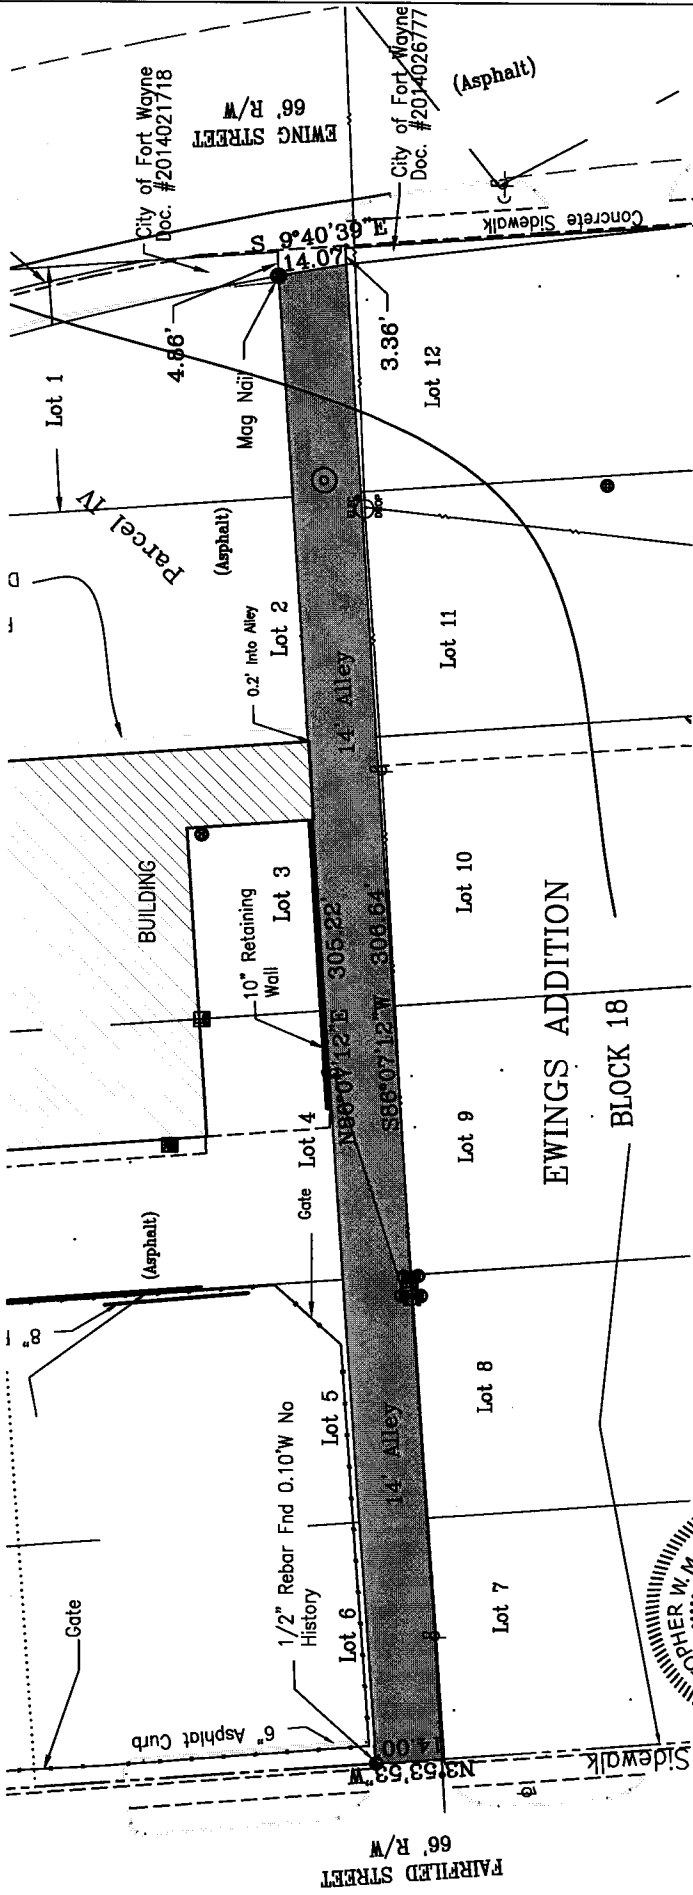 City of Fort Wayne
Doc. #2014021718
EWING STREET
66' R/W
City of Fort Wayne
Doc. #2014026777
(Asphalt)
Concrete Sidewalk
S 9°40'39" E
14.07
4.86'
3.36'
Mag Nail
Lot 1
Lot 12
Parcel IV
(Asphalt)
Lot 2
0.2' Into Alley
14' Alley
Lot 11
BUILDING
Lot 3
10" Retaining
Wall
N86°07'12"E 305.22
S86°07'12"W 306.64'
Lot 10
Lot 4
Lot 9
EWINGS ADDITION
BLOCK 18
Gate
(Asphalt)
8"
Lot 5
14' Alley
Lot 8
1/2" Rebar Fnd 0.10'W No
History
Lot 6
Lot 7
Gate
6" Asphlat Curb
14.00
N3°53'53"W
Sidewalk
FAIRFILED STREET
66' R/W
OPHER W. M